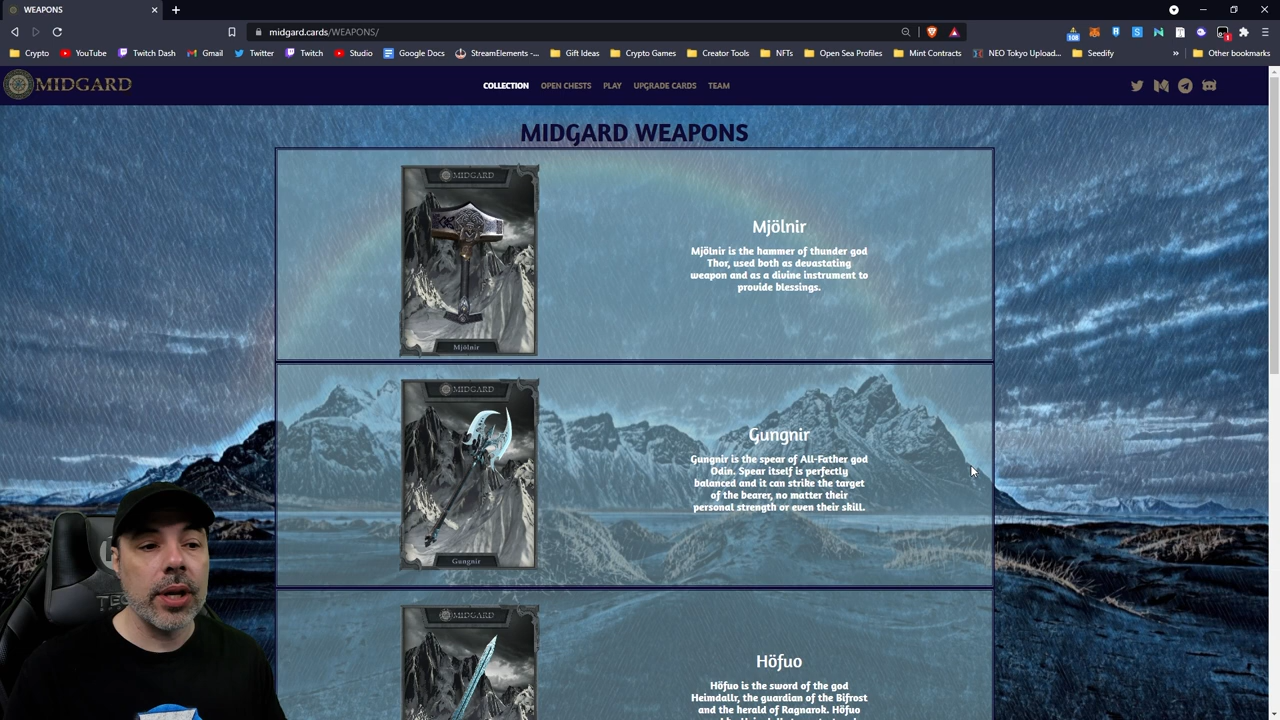 WEAPONS
midgard.cards/WEAPONS/
108
1
Crypto
YouTube
Twitch Dash
Gmail
Twitter
Twitch
Studio
Google Docs
StreamElements -...
Gift Ideas
Crypto Games
Creator Tools
NFTs
Open Sea Profiles
Mint Contracts
NEO Tokyo Upload...
Seedify
»
Other bookmarks
MIDGARD
COLLECTION
OPEN CHESTS
PLAY
UPGRADE CARDS
TEAM
MIDGARD WEAPONS
MIDGARD
Mjölnir
Mjölnir
Mjölnir is the hammer of thunder god
Thor, used both as devastating
weapon and as a divine instrument to
provide blessings.
MIDGARD
Gungnir
Gungnir
Gungnir is the spear of All-Father god
Odin. Spear itself is perfectly
balanced and it can strike the target
of the bearer, no matter their
personal strength or even their skill.
MIDGARD
Höfuo
Höfuo is the sword of the god
Heimdallr, the guardian of the Bifrost
and the herald of Ragnarok. Höfuo